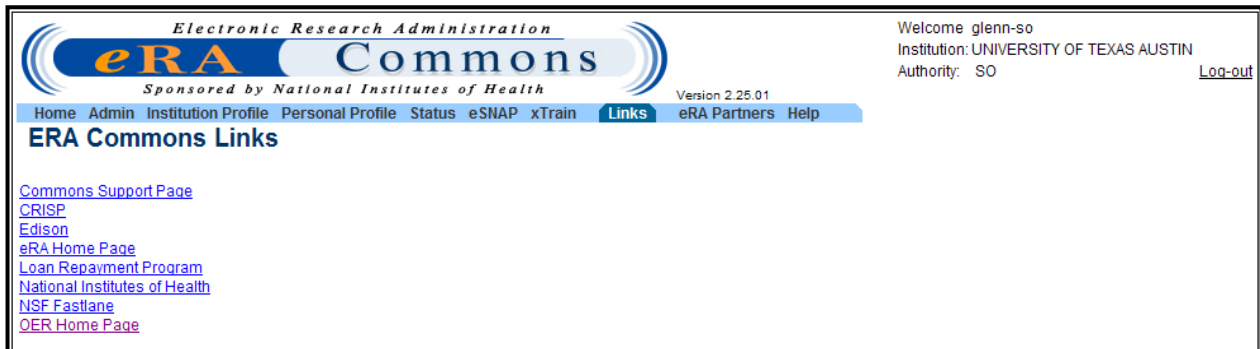 Electronic Research Administration
eRA Commons
Sponsored by National Institutes of Health
Version 2.25.01
Welcome glenn-so
Institution: UNIVERSITY OF TEXAS AUSTIN
Authority: SO Log-out
Home Admin Institution Profile Personal Profile Status eSNAP xTrain Links eRA Partners Help
ERA Commons Links
Commons Support Page
CRISP
Edison
eRA Home Page
Loan Repayment Program
National Institutes of Health
NSF Fastlane
OER Home Page